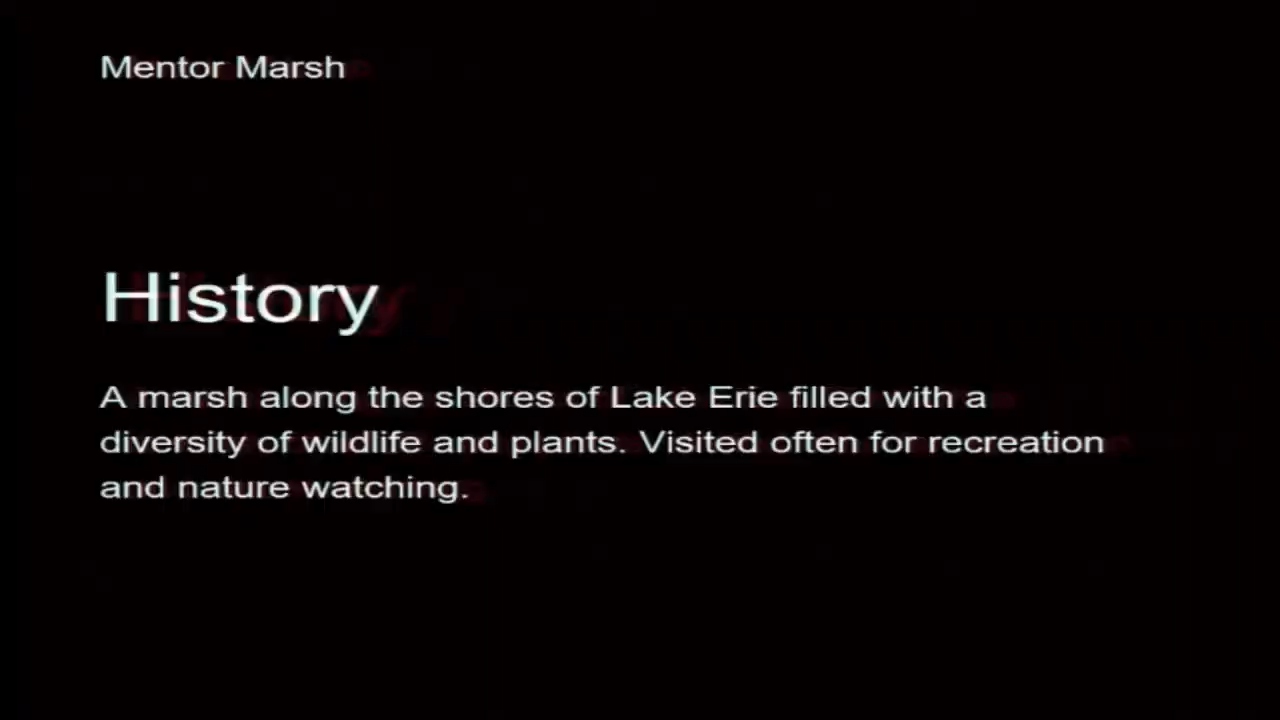 Mentor Marsh
History
A marsh along the shores of Lake Erie filled with a
diversity of wildlife and plants. Visited often for recreation
and nature watching.